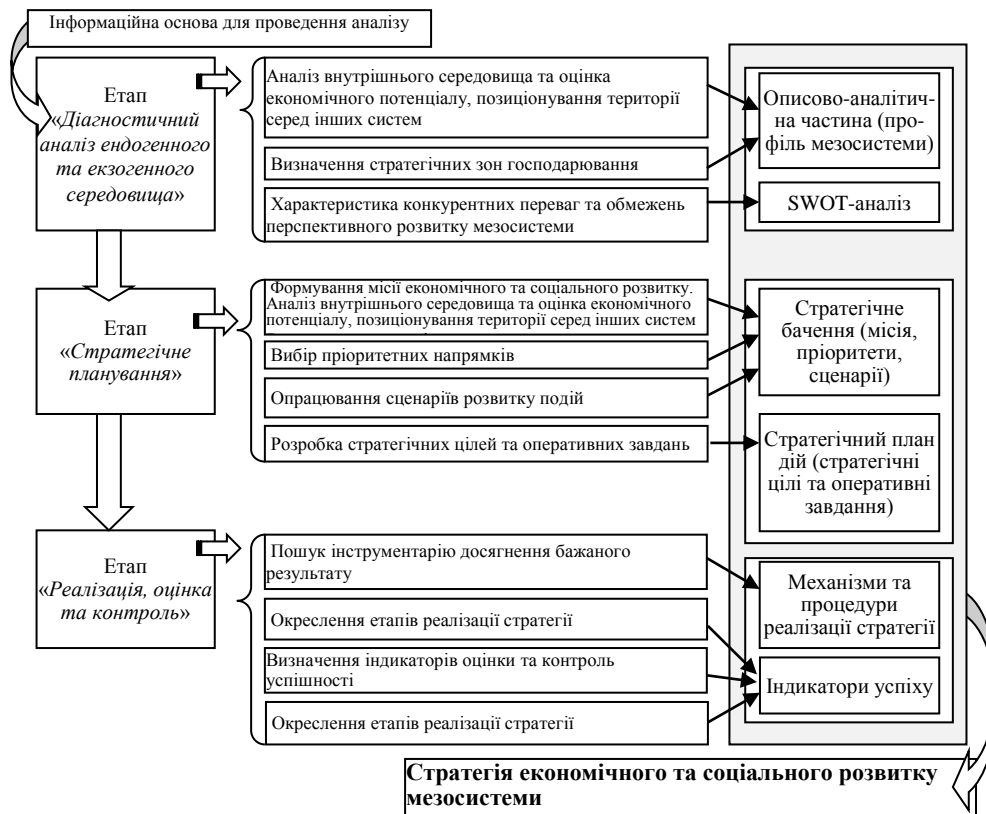 Інформаційна основа для проведення аналізу
Етап
«Діагностичний
аналіз ендогенного
та екзогенного
середовища»
Аналіз внутрішнього середовища та оцінка
економічного потенціалу, позиціонування території
серед інших систем
Визначення стратегічних зон господарювання
Характеристика конкурентних переваг та обмежень
перспективного розвитку мезосистеми
Описово-аналітич-
на частина (про-
філь мезосистеми)
SWOT-аналіз
Етап
«Стратегічне
планування»
Формування місії економічного та соціального розвитку.
Аналіз внутрішнього середовища та оцінка економічного
потенціалу, позиціонування території серед інших систем
Вибір пріоритетних напрямків
Опрацювання сценаріїв розвитку подій
Розробка стратегічних цілей та оперативних завдань
Стратегічне
бачення (місія,
пріоритети,
сценарії)
Стратегічний план
дій (стратегічні
цілі та оперативні
завдання)
Етап
«Реалізація, оцінка
та контроль»
Пошук інструментарію досягнення бажаного
результату
Окреслення етапів реалізації стратегії
Визначення індикаторів оцінки та контроль
успішності
Окреслення етапів реалізації стратегії
Механізми та
процедури
реалізації стратегії
Індикатори успіху
Стратегія економічного та соціального розвитку
мезосистеми